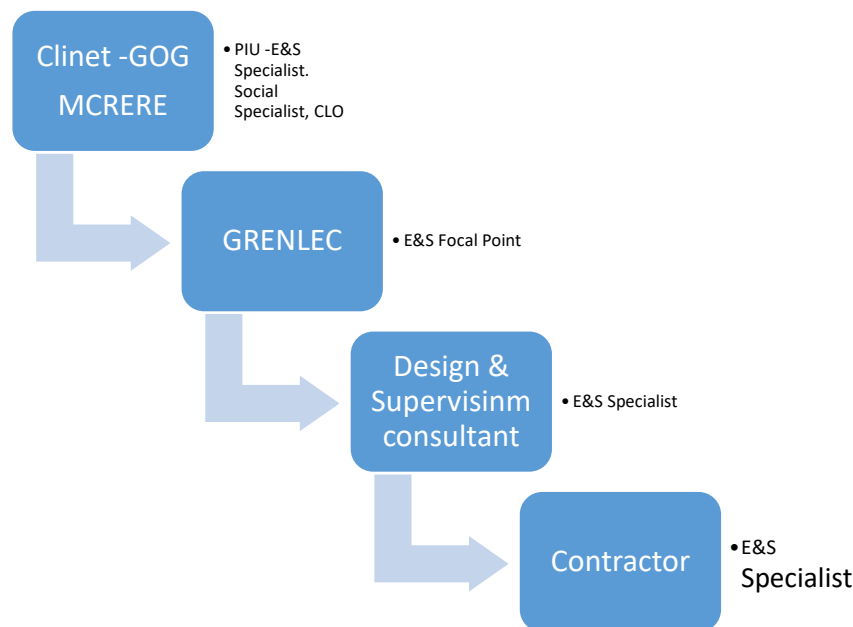 Clinet -GOG
MCRERE
• PIU -E&S
Specialist.
Social
Specialist, CLO
GRENLEC
• E&S Focal Point
Design &
Supervisinm
consultant
• E&S Specialist
Contractor
• E&S
Specialist